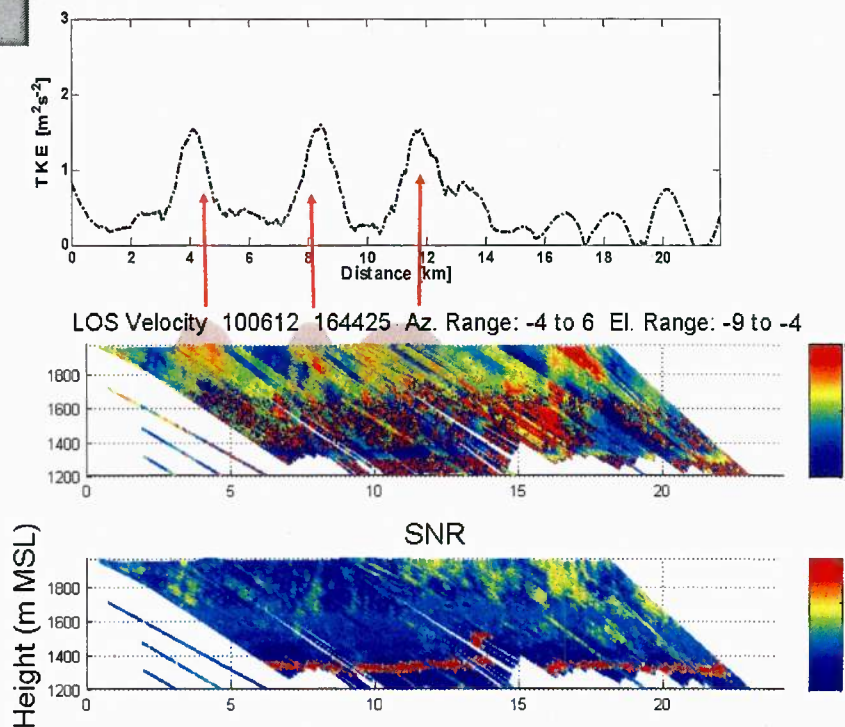 3
2
1
0
TKE [m²s⁻²]
0 2 4 6 8 10 12 14 16 18 20
Distance [km]
LOS Velocity 100612 164425 Az. Range: -4 to 6 El. Range: -9 to -4
1800
1600
1400
1200
0 5 10 15 20
SNR
Height (m MSL)
1800
1600
1400
1200
0 5 10 15 20